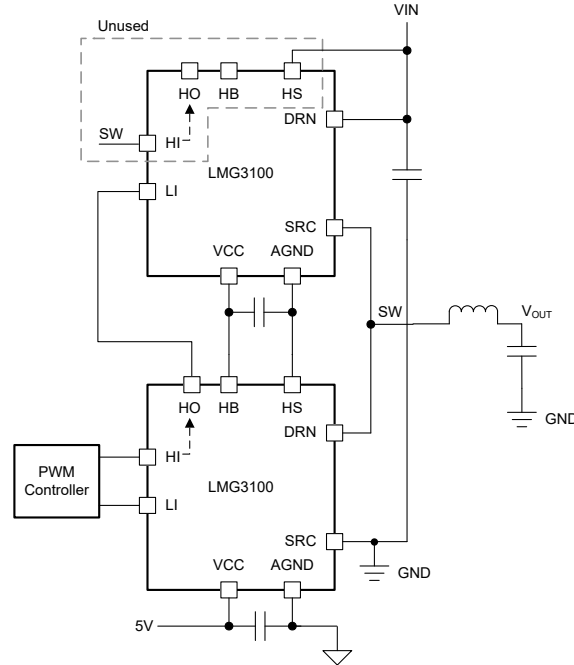 VIN
Unused
HO
HB
HS
DRN
SW
HI
LMG3100
LI
SRC
VCC
AGND
SW
VOUT
GND
HO
HB
HS
DRN
PWM
Controller
HI
LMG3100
LI
SRC
VCC
AGND
GND
5V